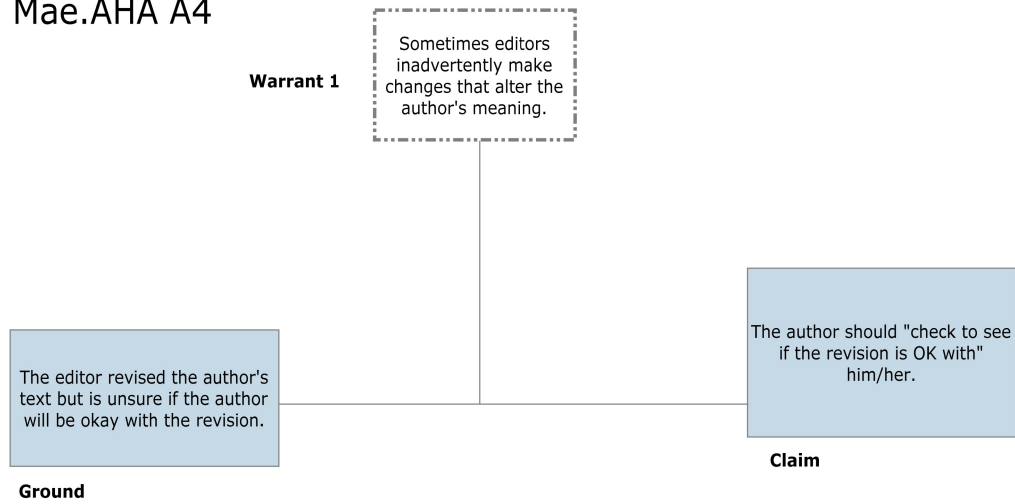 Mae.AHA A4
Sometimes editors
inadvertently make
changes that alter the
author's meaning.
Warrant 1
The author should "check to see
if the revision is OK with"
him/her.
The editor revised the author's
text but is unsure if the author
will be okay with the revision.
Claim
Ground